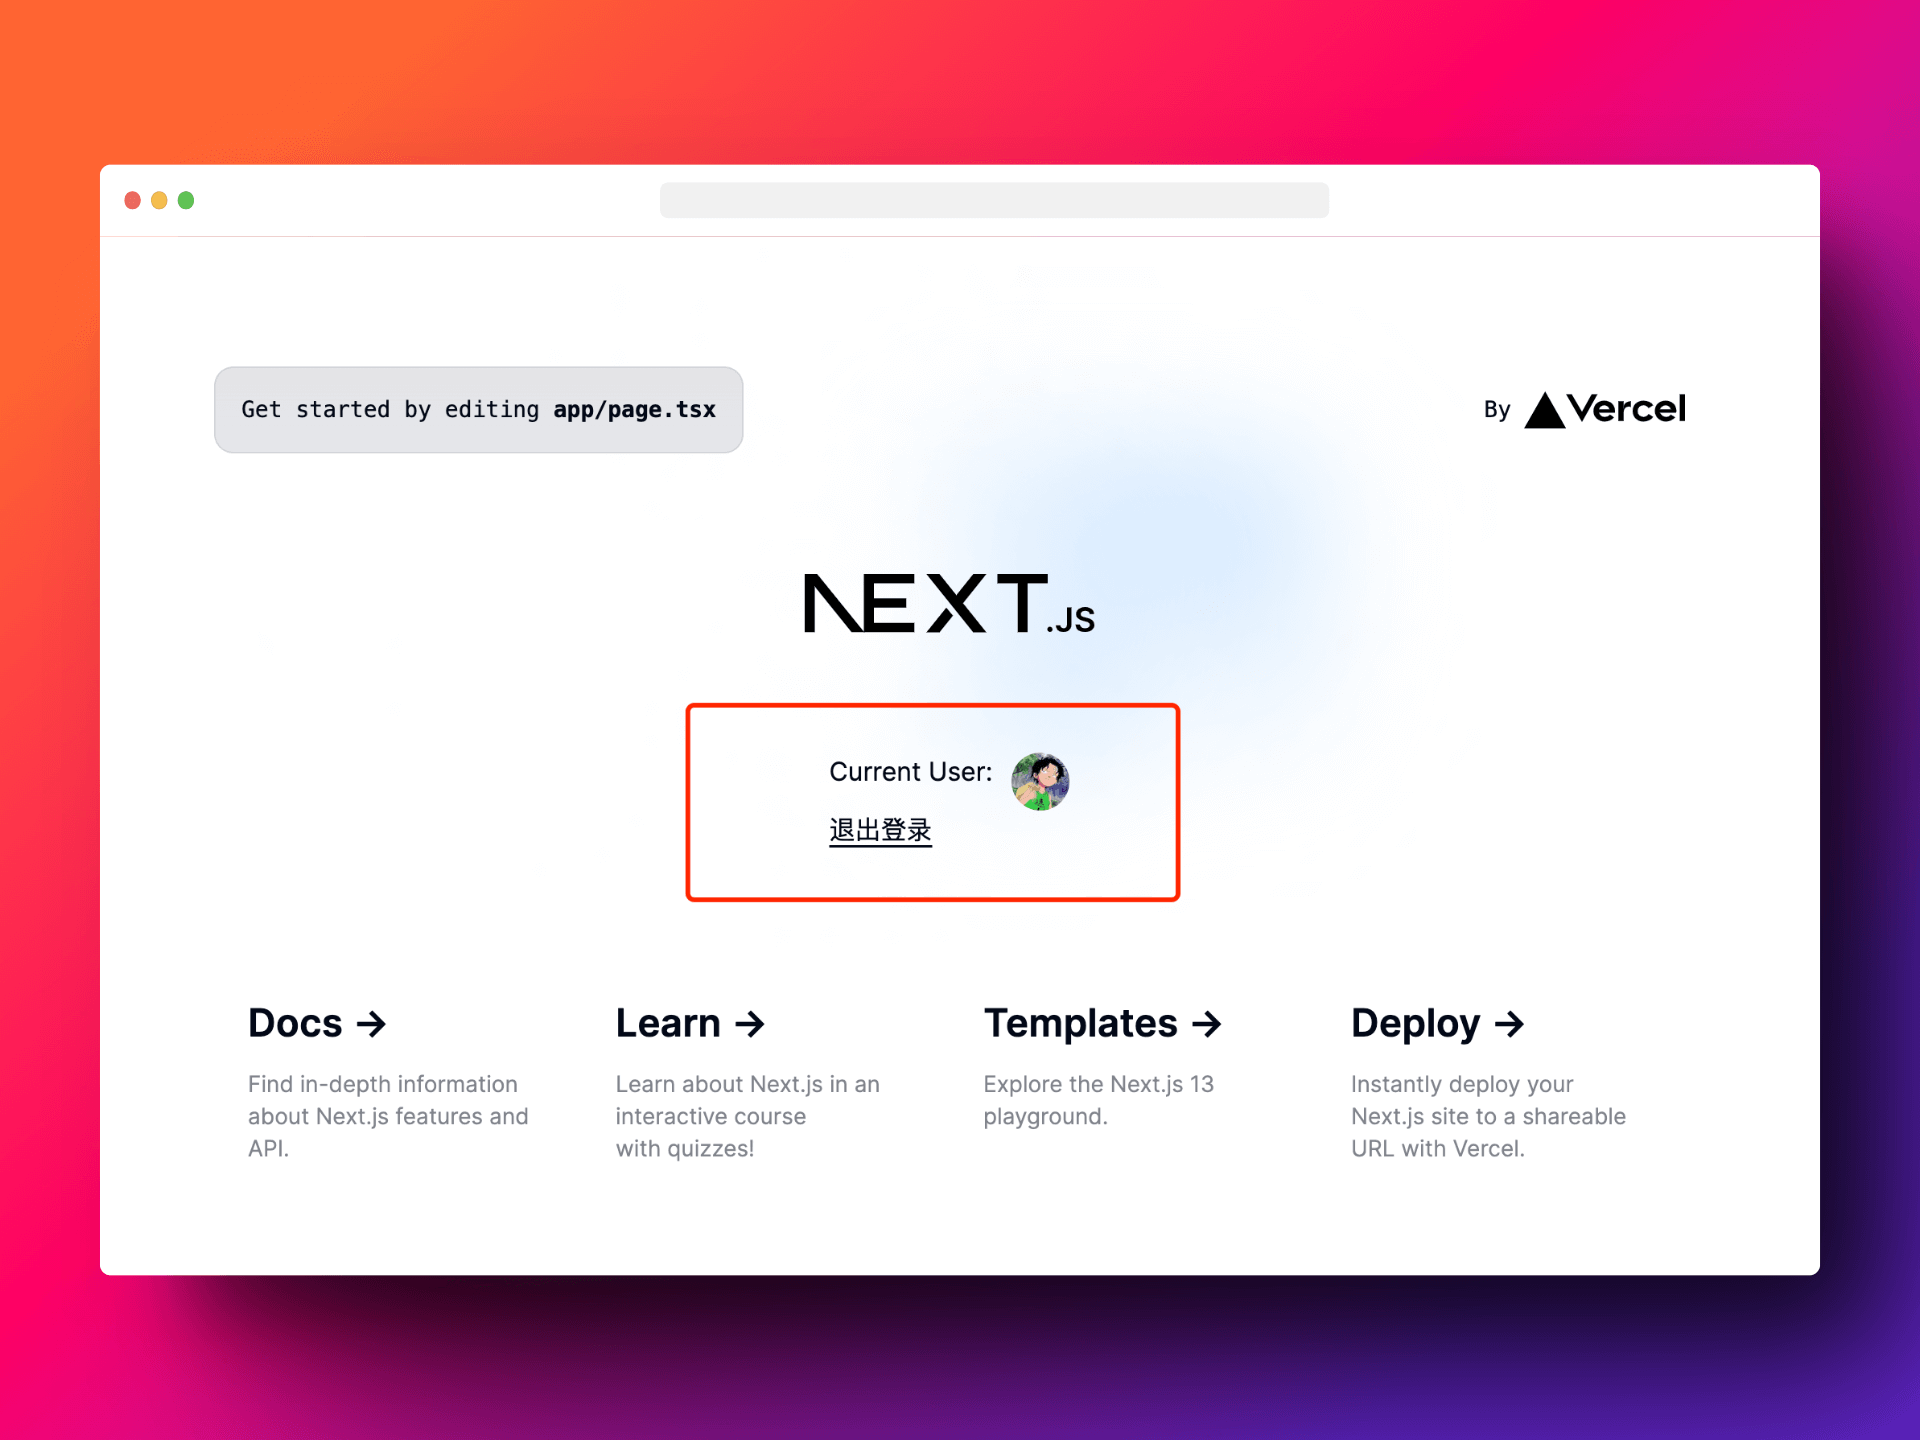 Get started by editing app/page.tsx
By Vercel
NEXT.JS
Current User:
退出登录
Docs →
Find in-depth information
about Next.js features and
API.
Learn →
Learn about Next.js in an
interactive course
with quizzes!
Templates →
Explore the Next.js 13
playground.
Deploy →
Instantly deploy your
Next.js site to a shareable
URL with Vercel.